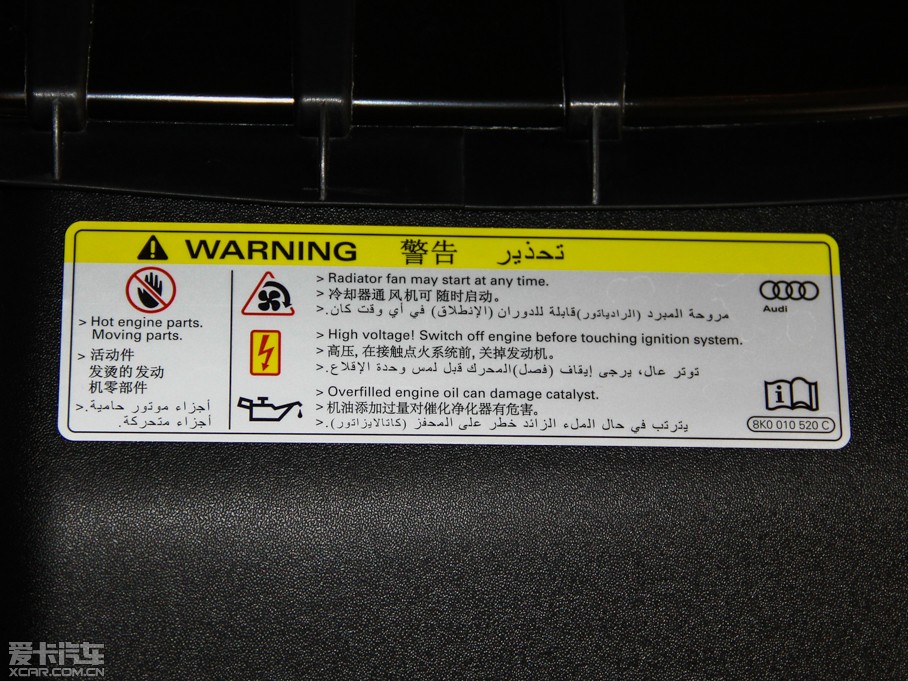 WARNING 警告 تحذير
> Hot engine parts.
Moving parts.
> 活动件
发烫的发动
机零部件
أجزاء موتور حامية.<
أجزاء متحركة.
> Radiator fan may start at any time.
> 冷却器通风机可 随时启动。
مروحة المبرد (الرادياتور)قابلة للدوران (الإنطلاق) في أي وقت كان.<
> High voltage! Switch off engine before touching ignition system.
> 高压, 在接触点火系统前, 关掉发动机。
توتر عال، يرجى إيقاف (فصل)المحرك قبل لمس وحدة الإقلاع.<
> Overfilled engine oil can damage catalyst.
> 机油添加过量对催化净化器有危害。
يترتب في حال الملء الزائد خطر على المحفز (كاتالايزاتور).<
Audi
i
8K0 010 520 C
爱卡汽车
XCAR.COM.CN